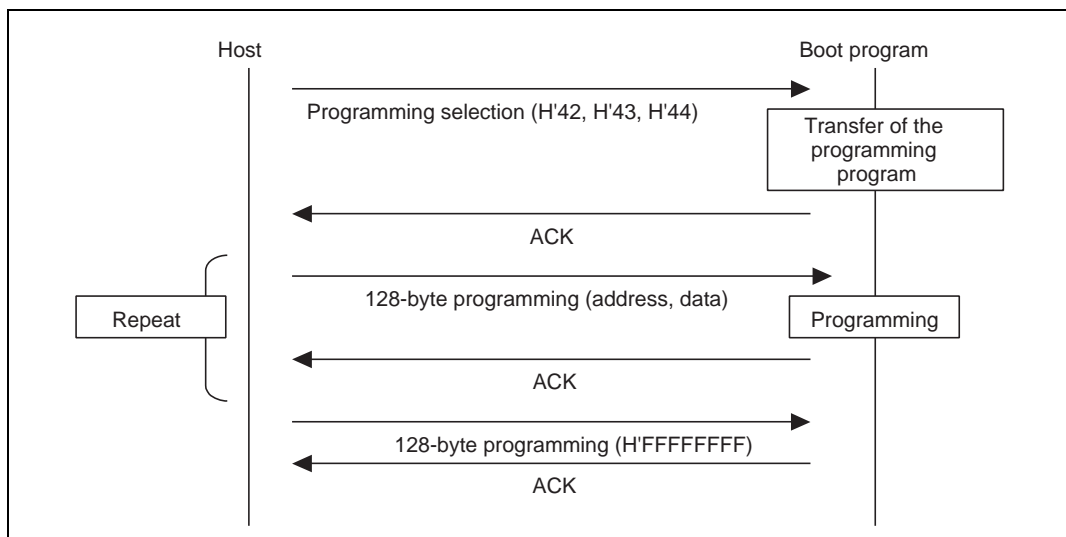 Host
Boot program
Programming selection (H'42, H'43, H'44)
Transfer of the
programming
program
ACK
128-byte programming (address, data)
Repeat
Programming
ACK
128-byte programming (H'FFFFFFFF)
ACK